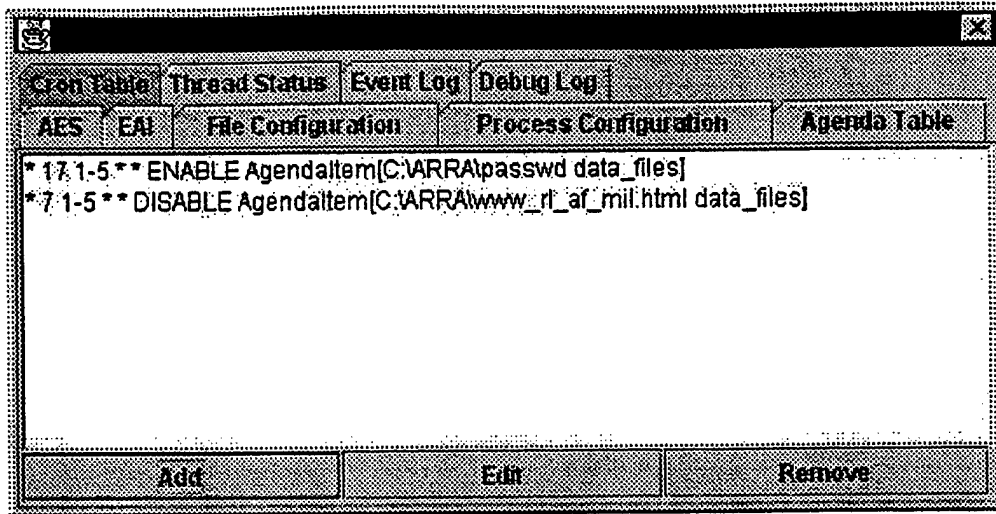 Cron Table Thread Status Event Log Debug Log
AES EAI File Configuration Process Configuration Agenda Table
* 17 1-5 * * ENABLE AgendaItem[C:\ARRA\passwd data_files]
* 7 1-5 * * DISABLE AgendaItem[C:\ARRA\www_rl_af_mil.html data_files]
Add Edit Remove